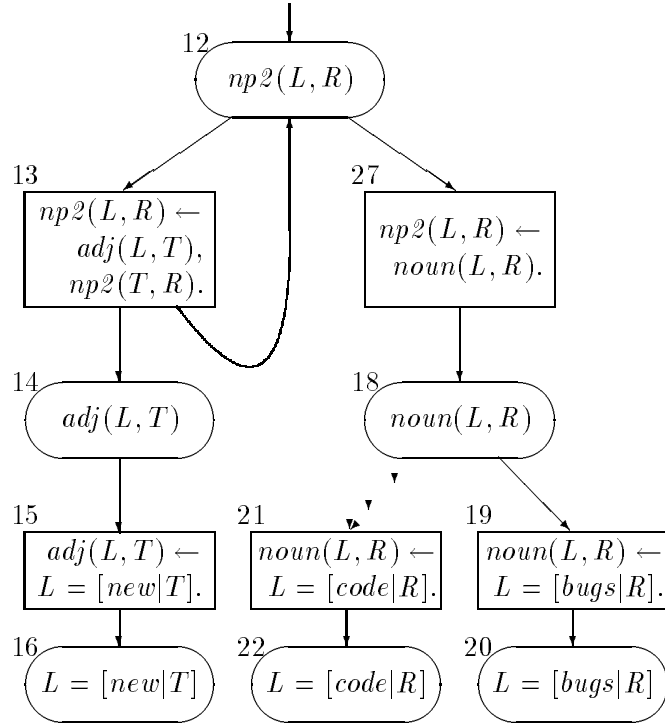 12
np2(L, R)
13
np2(L, R) ←
adj(L, T),
np2(T, R).
27
np2(L, R) ←
noun(L, R).
14
adj(L, T)
18
noun(L, R)
15
adj(L, T) ←
L = [new|T].
21
noun(L, R) ←
L = [code|R].
19
noun(L, R) ←
L = [bugs|R].
16
L = [new|T]
22
L = [code|R]
20
L = [bugs|R]